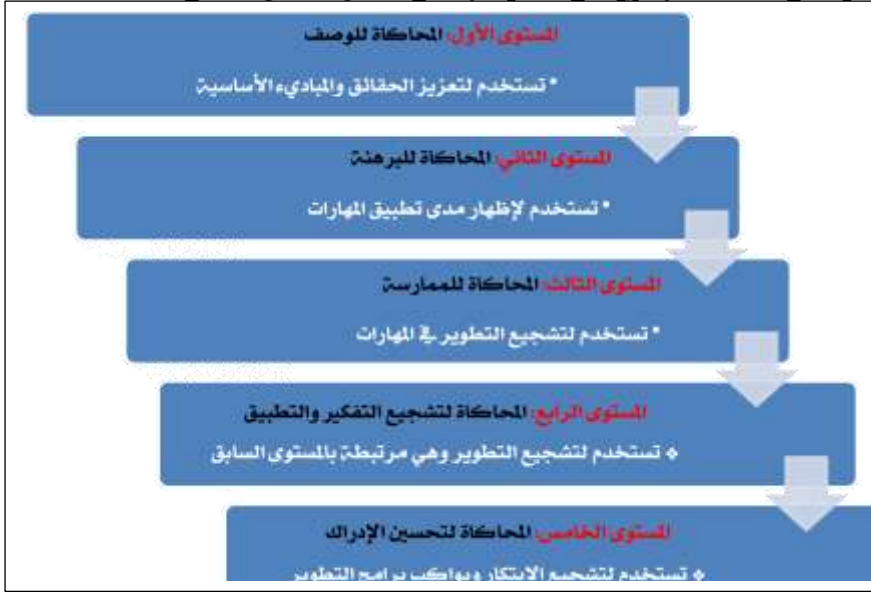 المستوى الأول: المحاكاة للوصف
• تستخدم لتعزيز الحقائق والمباديء الأساسية
المستوى الثاني: المحاكاة للبرهنة
• تستخدم لإظهار مدى تطبيق المهارات
المستوى الثالث: المحاكاة للممارسة
• تستخدم لتشجيع التطوير في المهارات
المستوى الرابع: المحاكاة لتشجيع التفكير والتطبيق
❖ تستخدم لتشجيع التطوير وهي مرتبطة بالمستوى السابق
المستوى الخامس: المحاكاة لتحسين الإدراك
❖ تستخدم لتشجيع الابتكار ويواكب برامج التطوير